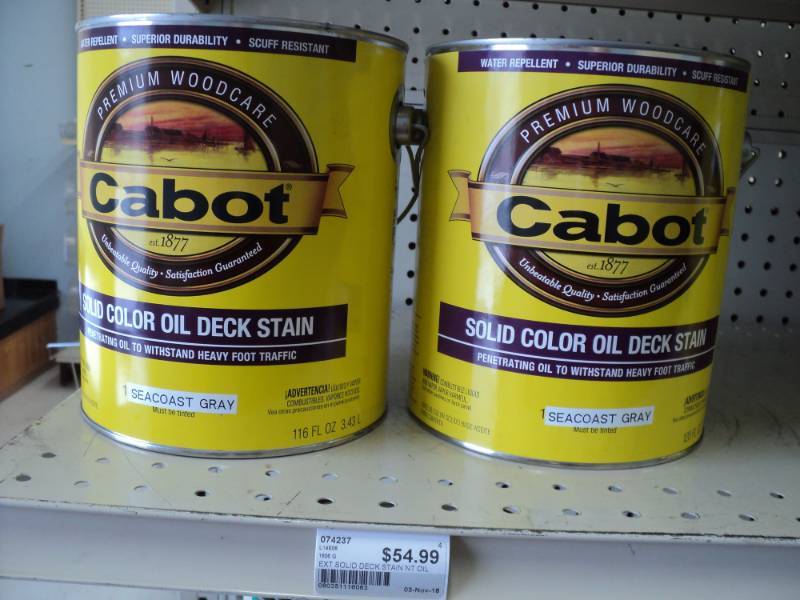 WATER REPELLENT • SUPERIOR DURABILITY • SCUFF RESISTANT
PREMIUM WOODCARE
Cabot®
est. 1877
Unbeatable Quality • Satisfaction Guaranteed
SOLID COLOR OIL DECK STAIN
PENETRATING OIL TO WITHSTAND HEAVY FOOT TRAFFIC
1 SEACOAST GRAY
Must be tinted
¡ADVERTENCIA!
116 FL OZ 3.43 L
WATER REPELLENT • SUPERIOR DURABILITY • SCUFF RESISTANT
PREMIUM WOODCARE
Cabot
est. 1877
Unbeatable Quality • Satisfaction Guaranteed
SOLID COLOR OIL DECK STAIN
PENETRATING OIL TO WITHSTAND HEAVY FOOT TRAFFIC
1 SEACOAST GRAY
Must be tinted
074237
4
$54.99
EXT SOLID DECK STAIN NT OIL
03-Nov-16